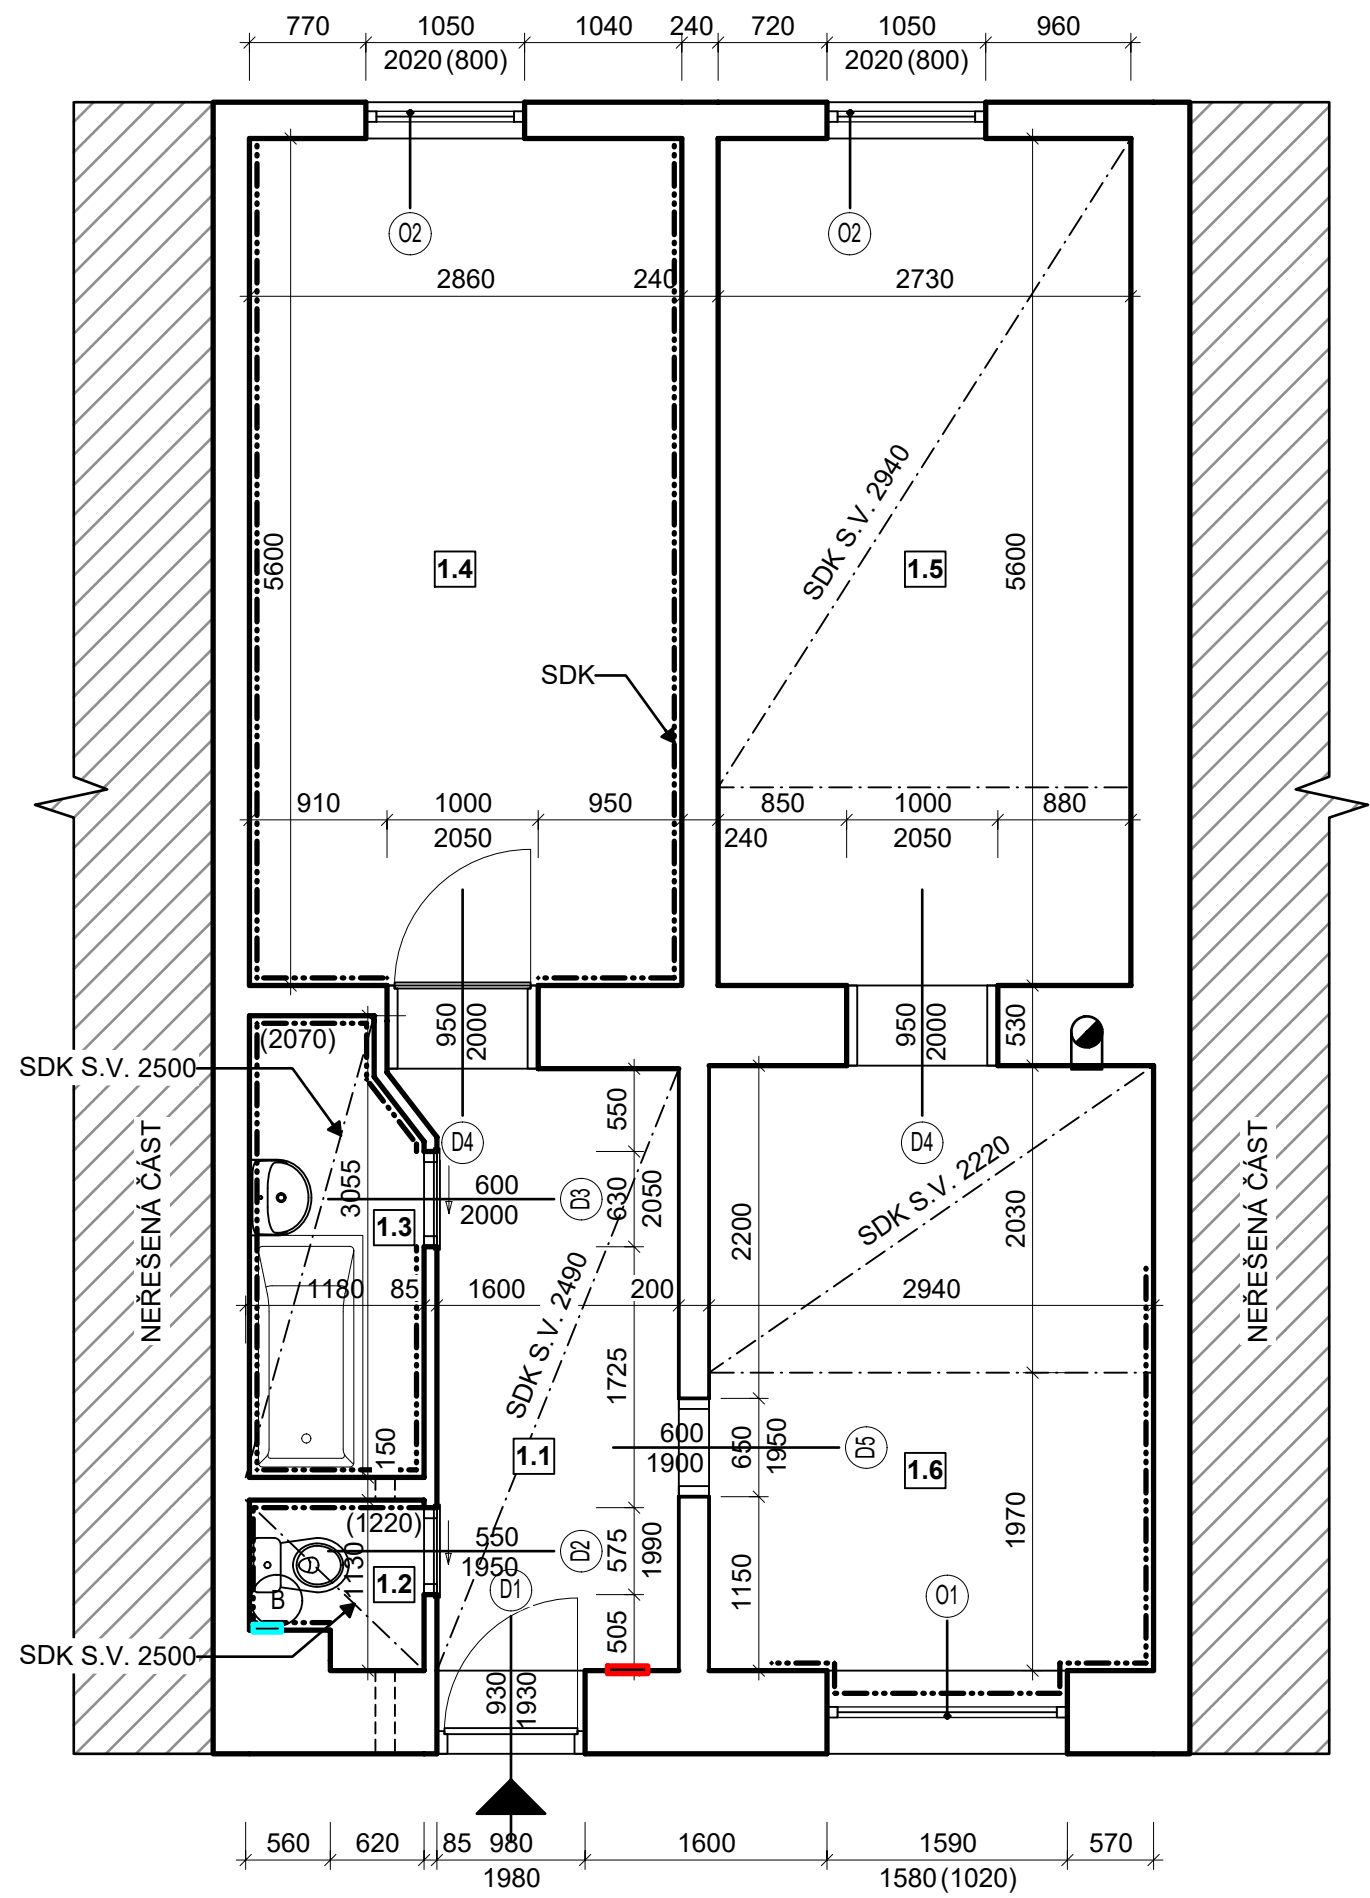 770 1050 1040 240 720 1050 960
2020 (800) 2020 (800)
O2 O2
2860 240 2730
SDK S.V. 2940
5600 1.4 1.5 5600
SDK
910 1000 950 850 1000 880
2050 240 2050
950 2000 950 2000 530
(2070)
SDK S.V. 2500
550
D4 D4
NEŘEŠENÁ ČÁST NEŘEŠENÁ ČÁST
SDK S.V. 2220
3055 600 D3 630 2050 2200 2030
1.3 2000
1180 85 1600 200 2940
SDK S.V. 2490
1725
150 1.1 600 650 1950 D5 1.6
1900
(1220)
550 D2 575 1990 1970
1130 1950
1.2 D1 1150 O1
B
505
SDK S.V. 2500
930 1930
560 620 85 980 1600 1590 570
1980 1580 (1020)